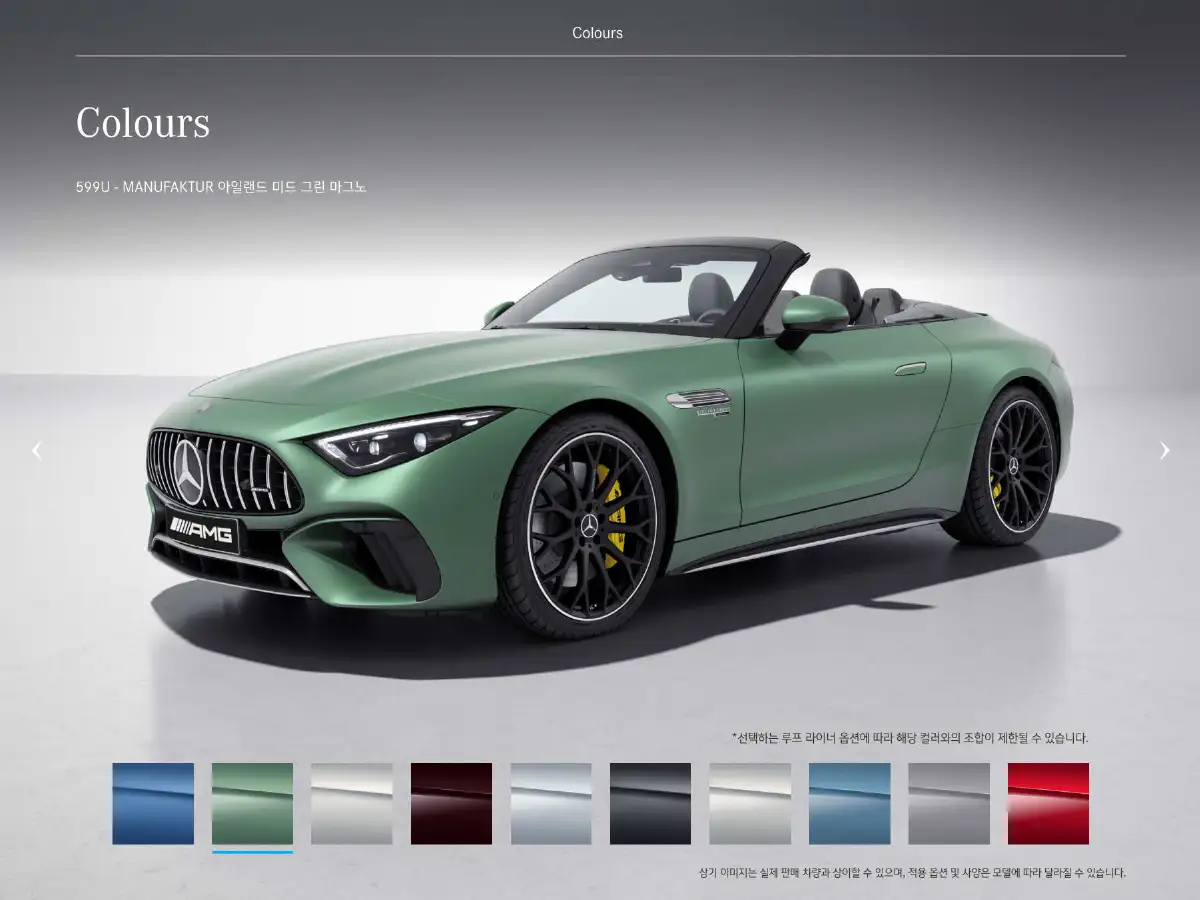 Colours
Colours
599U - MANUFAKTUR 아일랜드 미드 그린 마그노
AMG
*선택하는 루프 라이너 옵션에 따라 해당 컬러와의 조합이 제한될 수 있습니다.
상기 이미지는 실제 판매 차량과 상이할 수 있으며, 적용 옵션 및 사양은 모델에 따라 달라질 수 있습니다.